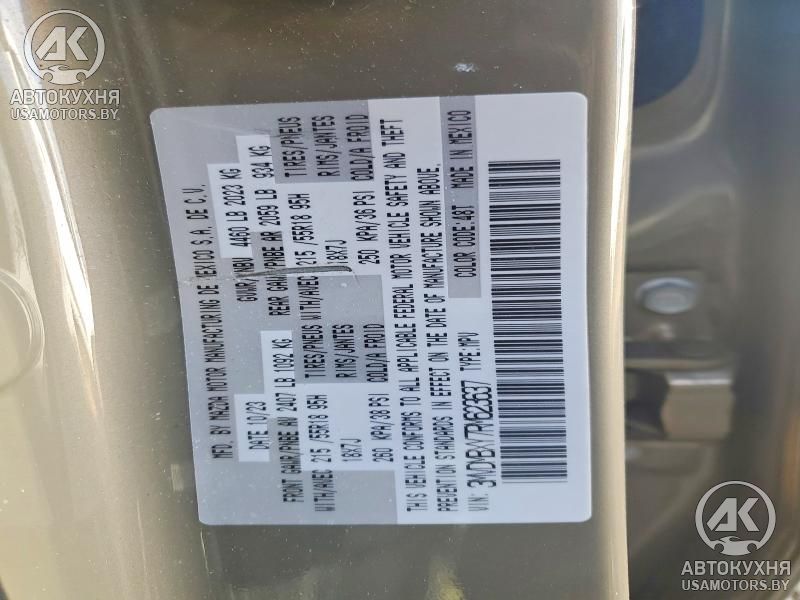 AK
АВТОКУХНЯ
USAMOTORS.BY
MFD. BY MAZDA MOTOR MANUFACTURING DE MEXICO S.A. DE C.V.
DATE 10/23 GVWR/PNBV 4460 LB 2023 KG
FRONT GAWR/PNBE AV 2407 LB 1092 KG REAR GAWR/PNBE AR 2059 LB 934 KG
WITH/AVEC 215 /55R18 95H TIRES/PNEUS WITH/AVEC 215 /55R18 95H TIRES/PNEUS
18X7J RIMS/JANTES 18X7J RIMS/JANTES
260 KPA/38 PSI COLD/A FROID 250 KPA/36 PSI COLD/A FROID
THIS VEHICLE CONFORMS TO ALL APPLICABLE FEDERAL MOTOR VEHICLE SAFETY AND THEFT
PREVENTION STANDARDS IN EFFECT ON THE DATE OF MANUFACTURE SHOWN ABOVE.
VIN: TYPE:MPV COLOR CODE:48T MADE IN MEXICO
AK
АВТОКУХНЯ
USAMOTORS.BY